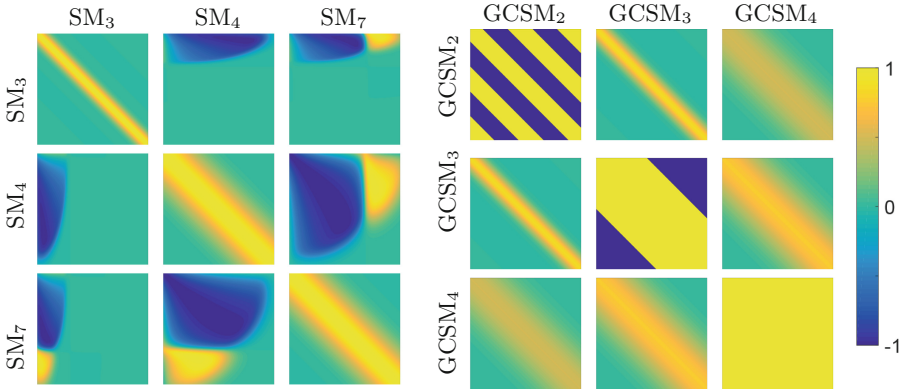 SM₃ SM₄ SM₇
SM₃
SM₄
SM₇
GCSM₂ GCSM₃ GCSM₄
GCSM₂
GCSM₃
GCSM₄
1
0
-1